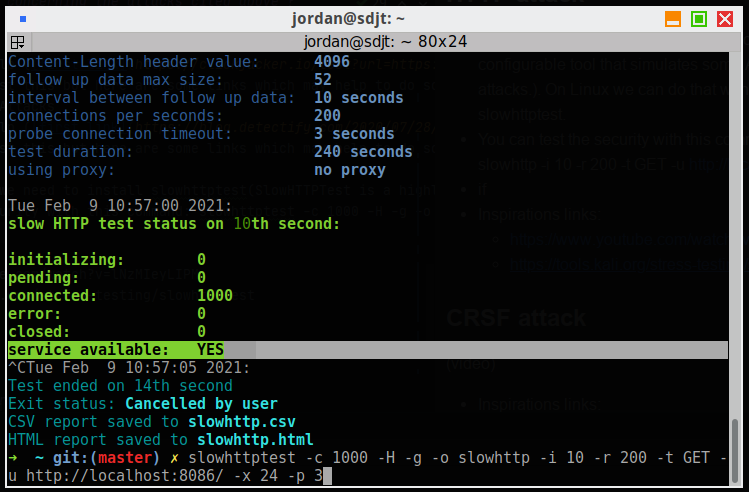 jordan@sdjt: ~
jordan@sdjt: ~ 80x24
Content-Length header value: 4096
follow up data max size: 52
interval between follow up data: 10 seconds
connections per seconds: 200
probe connection timeout: 3 seconds
test duration: 240 seconds
using proxy: no proxy
Tue Feb 9 10:57:00 2021:
slow HTTP test status on 10th second:
initializing: 0
pending: 0
connected: 1000
error: 0
closed: 0
service available: YES
^CTue Feb 9 10:57:05 2021:
Test ended on 14th second
Exit status: Cancelled by user
CSV report saved to slowhttp.csv
HTML report saved to slowhttp.html
➜ ~ git:(master) ✗ slowhttptest -c 1000 -H -g -o slowhttp -i 10 -r 200 -t GET -
u http://localhost:8086/ -x 24 -p 3
CRSF attack